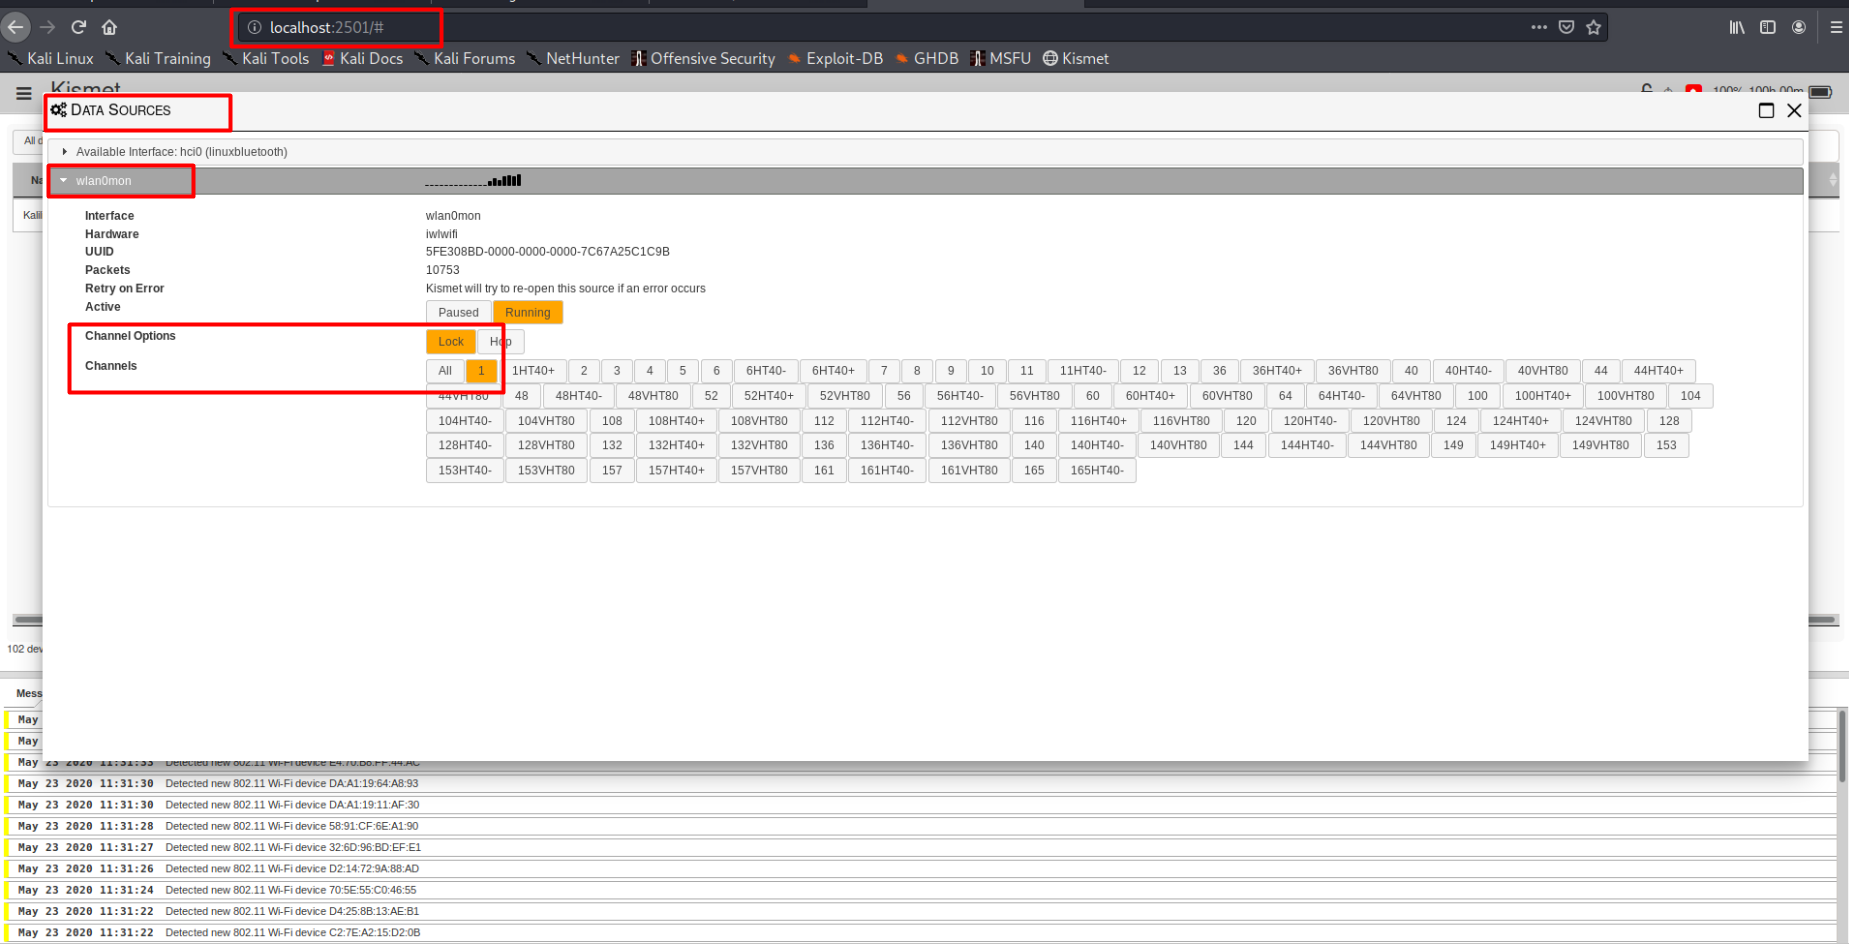 localhost:2501/#
Kali Linux Kali Training Kali Tools Kali Docs Kali Forums NetHunter Offensive Security Exploit-DB GHDB MSFU Kismet
Kismet
100% 100h 00m
DATA SOURCES
All d
Available Interface: hci0 (linuxbluetooth)
Na
wlan0mon
Kali
Interface wlan0mon
Hardware iwlwifi
UUID 5FE308BD-0000-0000-0000-7C67A25C1C9B
Packets 10753
Retry on Error Kismet will try to re-open this source if an error occurs
Active Paused Running
Channel Options Lock Hop
Channels All 1 1HT40+ 2 3 4 5 6 6HT40- 6HT40+ 7 8 9 10 11 11HT40- 12 13 36 36HT40+ 36VHT80 40 40HT40- 40VHT80 44 44HT40+
44VHT80 48 48HT40- 48VHT80 52 52HT40+ 52VHT80 56 56HT40- 56VHT80 60 60HT40+ 60VHT80 64 64HT40- 64VHT80 100 100HT40+ 100VHT80 104
104HT40- 104VHT80 108 108HT40+ 108VHT80 112 112HT40- 112VHT80 116 116HT40+ 116VHT80 120 120HT40- 120VHT80 124 124HT40+ 124VHT80 128
128HT40- 128VHT80 132 132HT40+ 132VHT80 136 136HT40- 136VHT80 140 140HT40- 140VHT80 144 144HT40- 144VHT80 149 149HT40+ 149VHT80 153
153HT40- 153VHT80 157 157HT40+ 157VHT80 161 161HT40- 161VHT80 165 165HT40-
102 dev
Mess
May
May
May 23 2020 11:31:33 Detected new 802.11 Wi-Fi device E4:70:B8:FF:44:AC
May 23 2020 11:31:30 Detected new 802.11 Wi-Fi device DA:A1:19:64:A8:93
May 23 2020 11:31:30 Detected new 802.11 Wi-Fi device DA:A1:19:11:AF:30
May 23 2020 11:31:28 Detected new 802.11 Wi-Fi device 58:91:CF:6E:A1:90
May 23 2020 11:31:27 Detected new 802.11 Wi-Fi device 32:6D:96:BD:EF:E1
May 23 2020 11:31:26 Detected new 802.11 Wi-Fi device D2:14:72:9A:88:AD
May 23 2020 11:31:24 Detected new 802.11 Wi-Fi device 70:5E:55:C0:46:55
May 23 2020 11:31:22 Detected new 802.11 Wi-Fi device D4:25:8B:13:AE:B1
May 23 2020 11:31:22 Detected new 802.11 Wi-Fi device C2:7E:A2:15:D2:0B